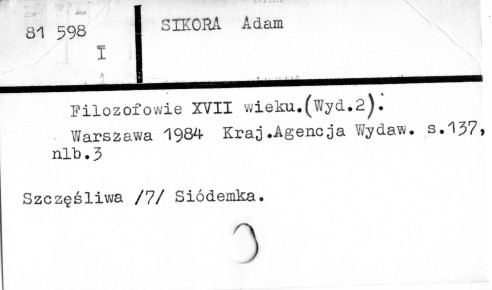 81 598
I
SIKORA Adam
Filozofowie XVII wieku.(Wyd.2).
Warszawa 1984 Kraj.Agencja Wydaw. s.137,
nlb.3
Szczęśliwa /7/ Siódemka.